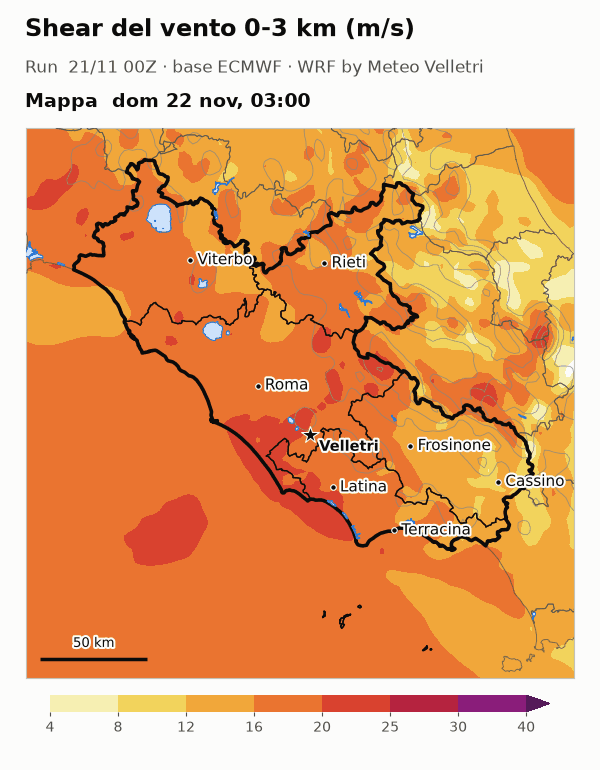 Shear del vento 0-3 km (m/s)
Run  21/11 00Z · base ECMWF · WRF by Meteo Velletri
Mappa  dom 22 nov, 03:00
Viterbo
Rieti
Roma
Velletri
Frosinone
Latina
Cassino
Terracina
50 km
4 8 12 16 20 25 30 40